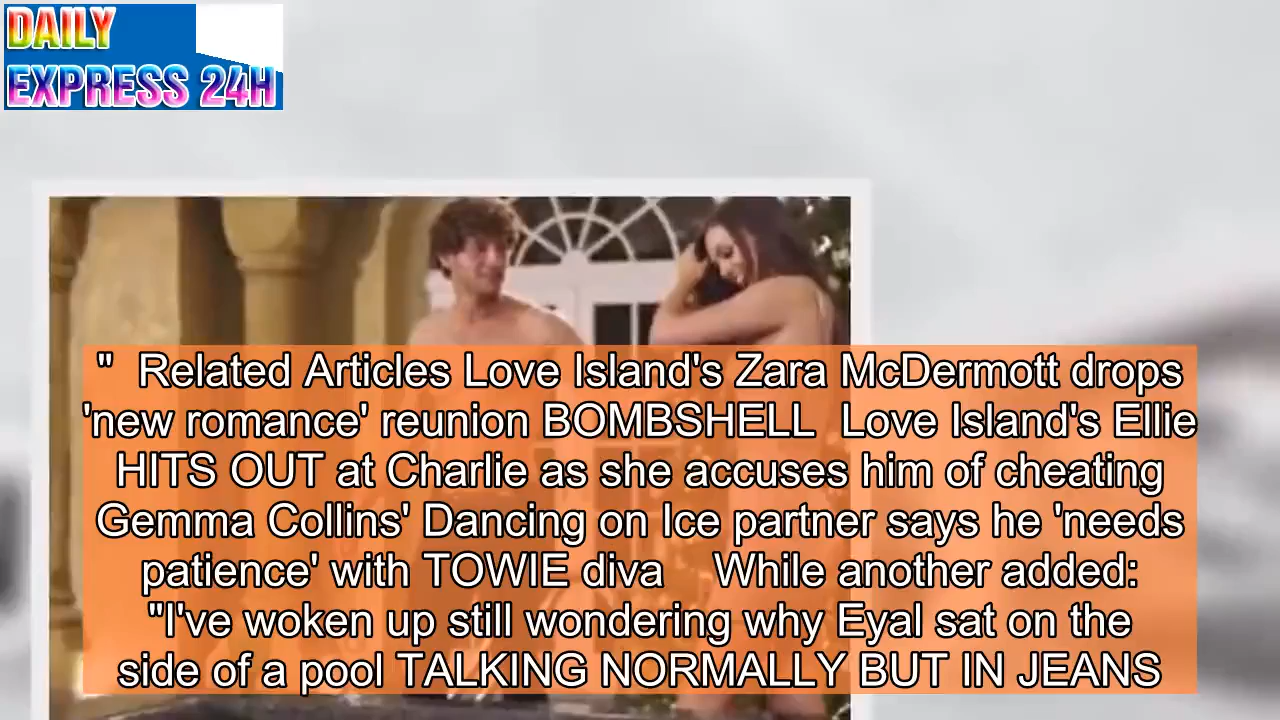 DAILY
EXPRESS 24H
"  Related Articles Love Island's Zara McDermott drops
'new romance' reunion BOMBSHELL  Love Island's Ellie
HITS OUT at Charlie as she accuses him of cheating
Gemma Collins' Dancing on Ice partner says he 'needs
patience' with TOWIE diva    While another added:
"I've woken up still wondering why Eyal sat on the
side of a pool TALKING NORMALLY BUT IN JEANS